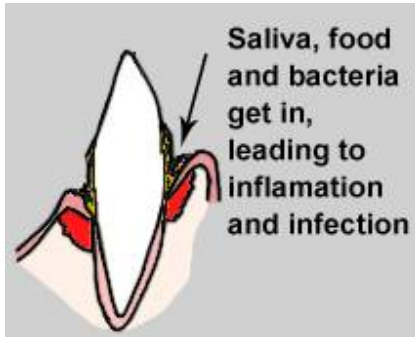 Saliva, food
and bacteria
get in,
leading to
inflamation
and infection